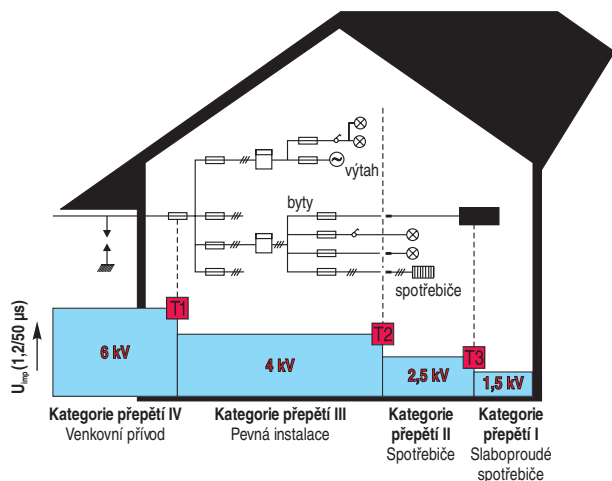 výtah
byty
spotřebiče
T1
T2
T3
U imp (1,2/50 µs)
6 kV
4 kV
2,5 kV
1,5 kV
Kategorie přepětí IV
Venkovní přívod
Kategorie přepětí III
Pevná instalace
Kategorie
přepětí II
Spotřebiče
Kategorie
přepětí I
Slaboproudé
spotřebiče